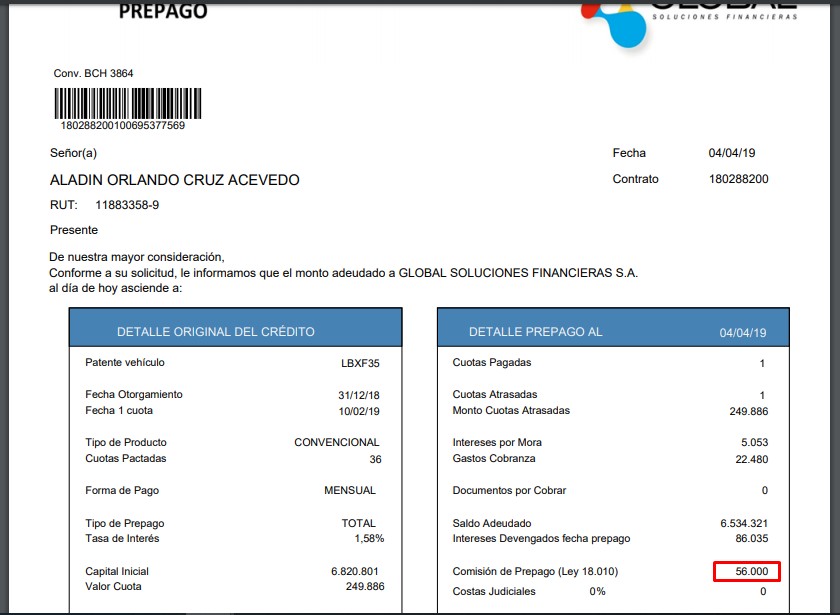 PREPAGO
GLOBAL
SOLUCIONES FINANCIERAS
Conv. BCH 3864
180288200100695377569
Señor(a)
Fecha 04/04/19
ALADIN ORLANDO CRUZ ACEVEDO
Contrato 180288200
RUT: 11883358-9
Presente
De nuestra mayor consideración,
Conforme a su solicitud, le informamos que el monto adeudado a GLOBAL SOLUCIONES FINANCIERAS S.A.
al día de hoy asciende a:
DETALLE ORIGINAL DEL CRÉDITO
Patente vehículo LBXF35
Fecha Otorgamiento 31/12/18
Fecha 1 cuota 10/02/19
Tipo de Producto CONVENCIONAL
Cuotas Pactadas 36
Forma de Pago MENSUAL
Tipo de Prepago TOTAL
Tasa de Interés 1,58%
Capital Inicial 6.820.801
Valor Cuota 249.886
DETALLE PREPAGO AL 04/04/19
Cuotas Pagadas 1
Cuotas Atrasadas 1
Monto Cuotas Atrasadas 249.886
Intereses por Mora 5.053
Gastos Cobranza 22.480
Documentos por Cobrar 0
Saldo Adeudado 6.534.321
Intereses Devengados fecha prepago 86.035
Comisión de Prepago (Ley 18.010) 56.000
Costas Judiciales 0% 0